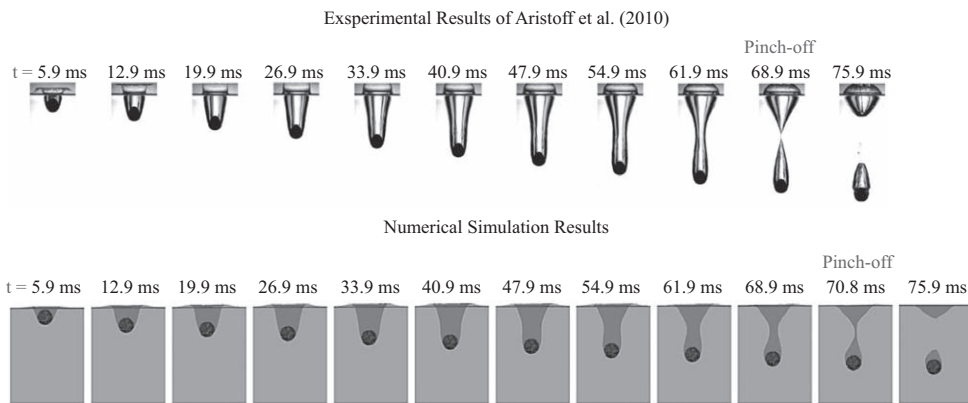 Exsperimental Results of Aristoff et al. (2010)
Pinch-off
t = 5.9 ms 12.9 ms 19.9 ms 26.9 ms 33.9 ms 40.9 ms 47.9 ms 54.9 ms 61.9 ms 68.9 ms 75.9 ms
Numerical Simulation Results
Pinch-off
t = 5.9 ms 12.9 ms 19.9 ms 26.9 ms 33.9 ms 40.9 ms 47.9 ms 54.9 ms 61.9 ms 68.9 ms 70.8 ms 75.9 ms